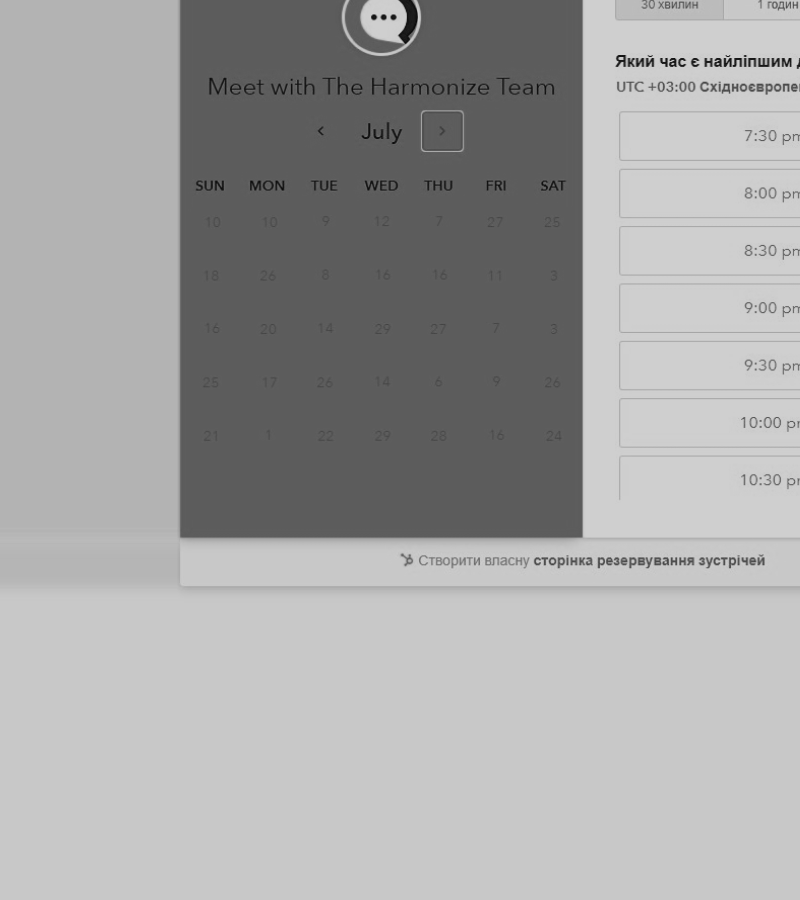 30 хвилин
1 годин
Meet with The Harmonize Team
July
SUN MON TUE WED THU FRI SAT
10 10 9 12 7 27 25
18 26 8 16 16 11 3
16 20 14 29 27 7 3
25 17 26 14 6 9 26
21 1 22 29 28 16 24
Який час є найліпшим
UTC +03:00
7:30 pm
8:00 pm
8:30 pm
9:00 pm
9:30 pm
10:00 p
10:30 pm
Створити власну сторінка резервування зустрічей